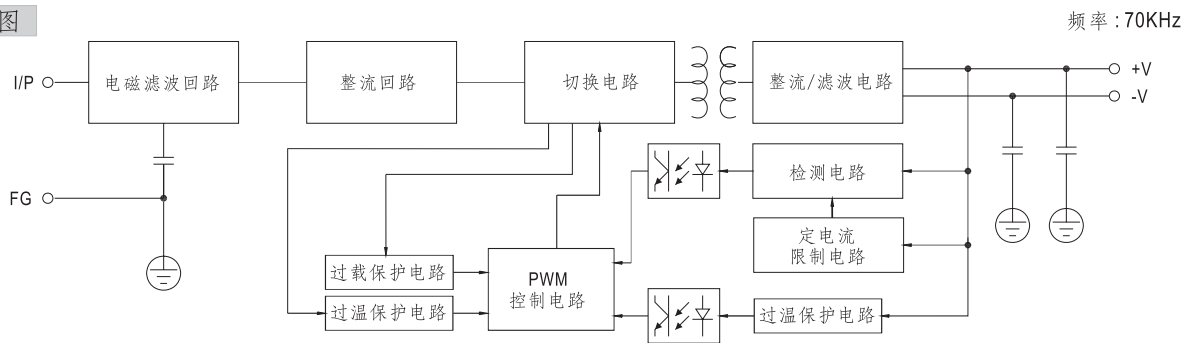 图
频率 : 70KHz
I/P
电磁滤波回路
整流回路
切换电路
整流/滤波电路
+V
-V
FG
检测电路
定电流
限制电路
过载保护电路
PWM
控制电路
过温保护电路
过温保护电路